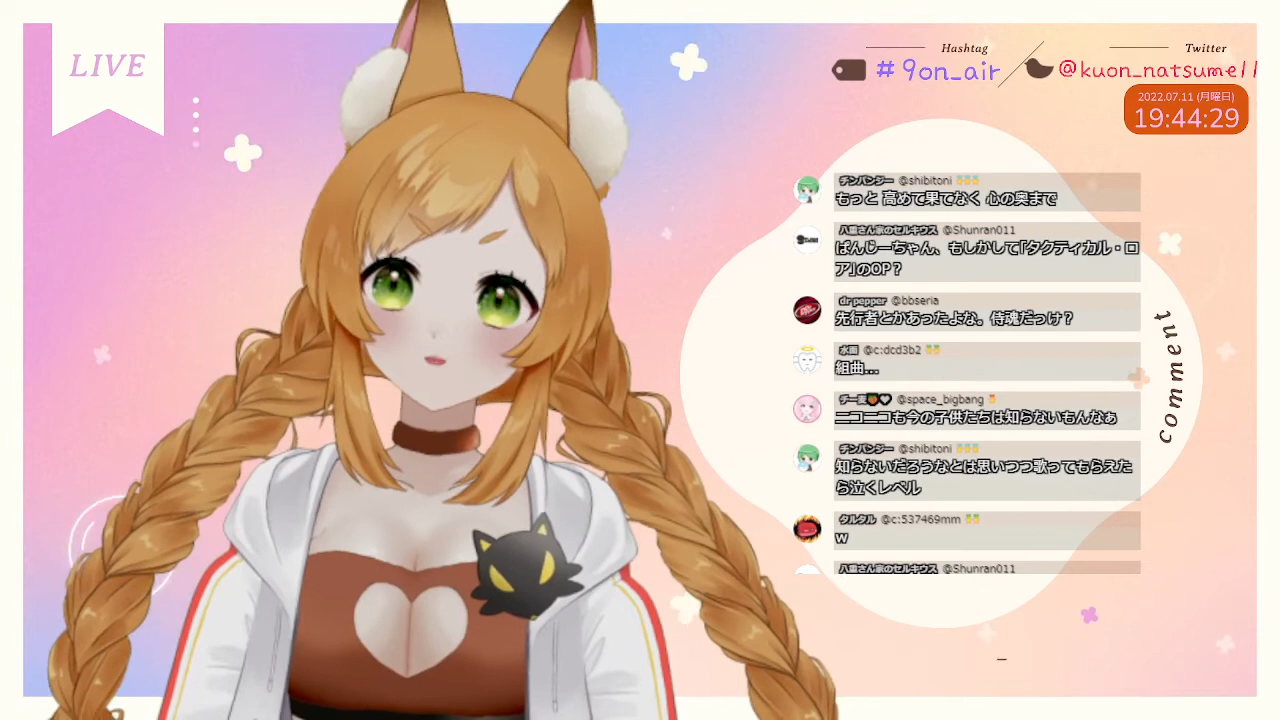 LIVE
Hashtag
Twitter
# 9on_air
@kuon_natsume11
2022.07.11 (月曜日)
19:44:29
チンパンジー @shibitoni
もっと 高めて果てなく 心の奥まで
八重さん家のセルキウス @Shunran011
ぱんじーちゃん、もしかして「タクティカル・ロ
ア」のOP？
dr.pepper @bbseria
先行者とかあったよな。侍魂だっけ？
@c:dcd3b2
組曲...
@space_bigbang
ニコニコも今の子供たちは知らないもんなぁ
チンパンジー @shibitoni
知らないだろうなとは思いつつ歌ってもらえた
ら泣くレベル
タルタル @c:537469mm
w
八重さん家のセルキウス @Shunran011
comment